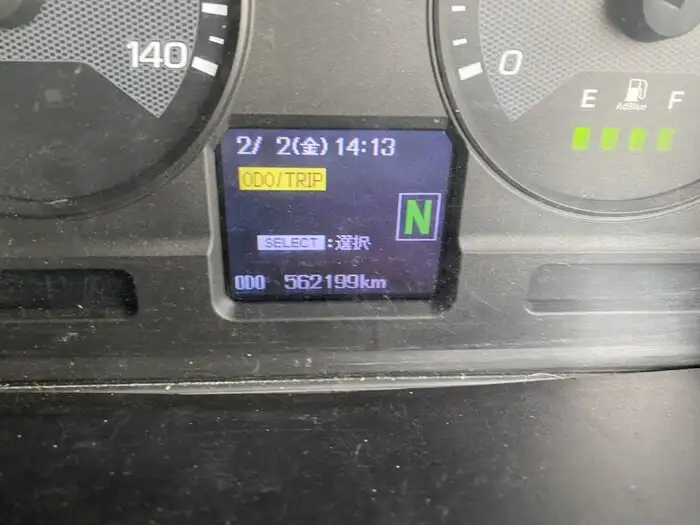 140
0
E F
AdBlue
2/ 2(金) 14:13
ODO/TRIP
N
SELECT :選択
ODO 562199km